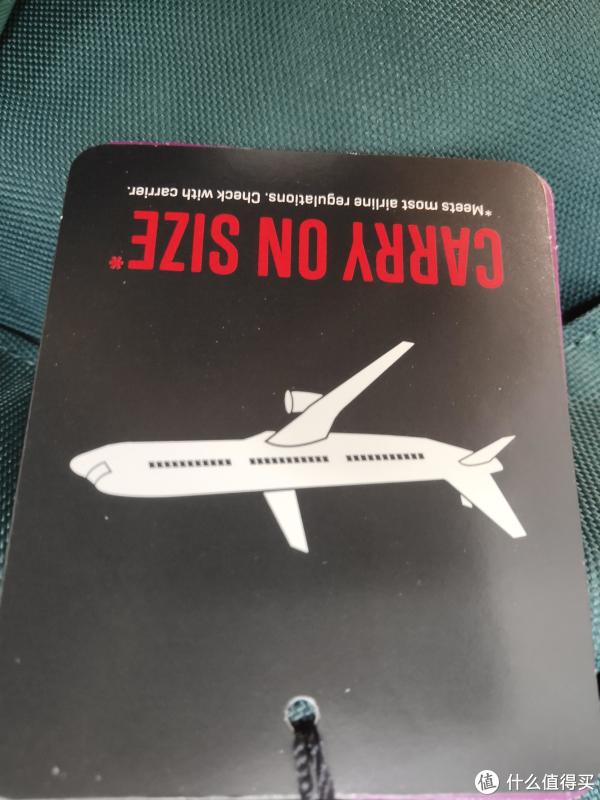 CARRY ON SIZE*
*Meets most airline regulations. Check with carrier.
值 什么值得买